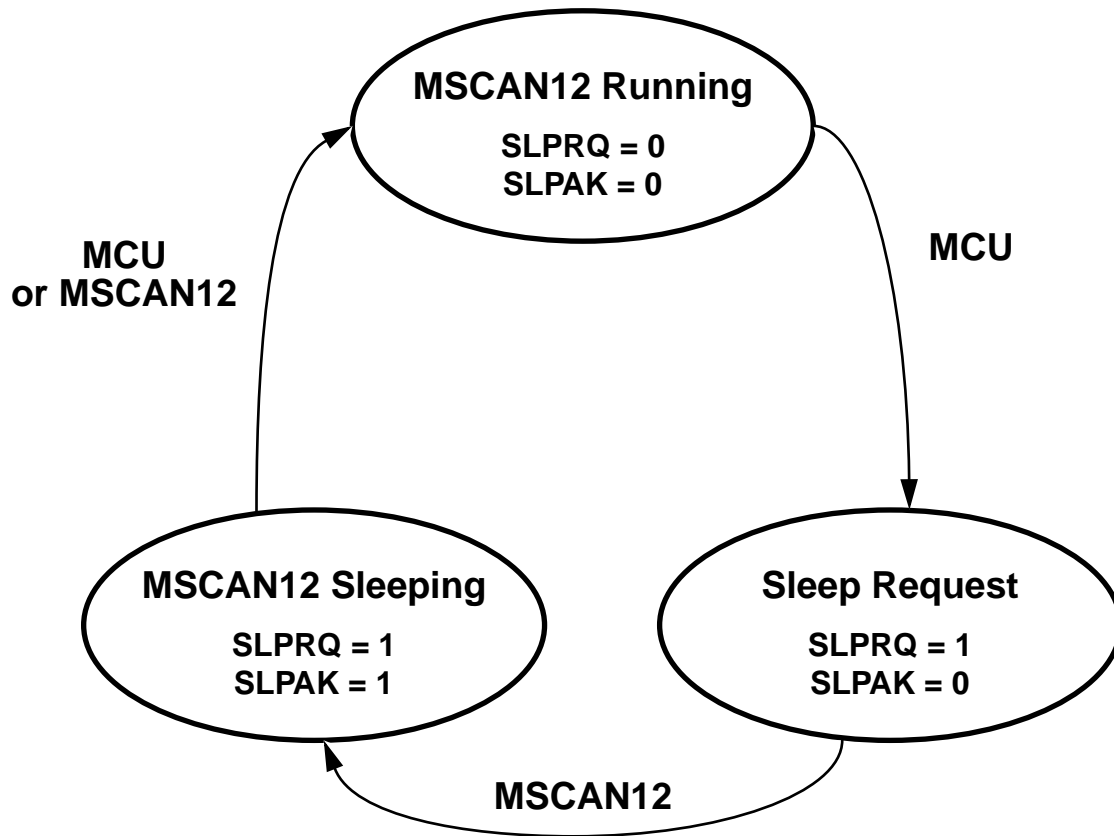 MSCAN12 Running
SLPRQ = 0
SLPAK = 0
MCU
or MSCAN12
MCU
MSCAN12 Sleeping
SLPRQ = 1
SLPAK = 1
Sleep Request
SLPRQ = 1
SLPAK = 0
MSCAN12